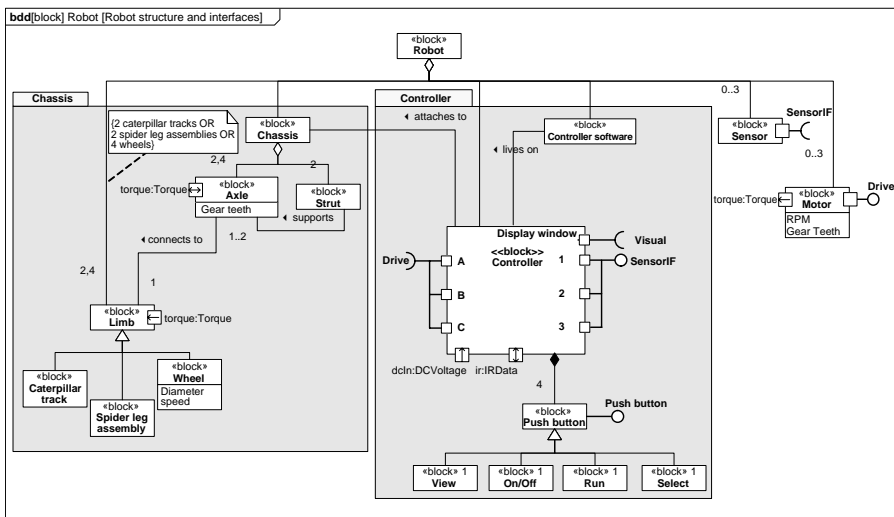 bdd[block] Robot [Robot structure and interfaces]
«block»
Robot
Chassis
{2 caterpillar tracks OR
2 spider leg assemblies OR
4 wheels}
«block»
Chassis
2,4
2
torque:Torque
«block»
Axle
Gear teeth
«block»
Strut
supports
connects to
1..2
2,4
1
«block»
Limb
torque:Torque
«block»
Caterpillar
track
«block»
Spider leg
assembly
«block»
Wheel
Diameter
speed
Controller
attaches to
«block»
Controller software
lives on
Display window
<<block>>
Controller
Visual
SensorIF
Drive
A
B
C
1
2
3
dcIn:DCVoltage
ir:IRData
4
«block»
Push button
Push button
«block» 1
View
«block» 1
On/Off
«block» 1
Run
«block» 1
Select
0..3
«block»
Sensor
SensorIF
0..3
torque:Torque
«block»
Motor
RPM
Gear Teeth
Drive